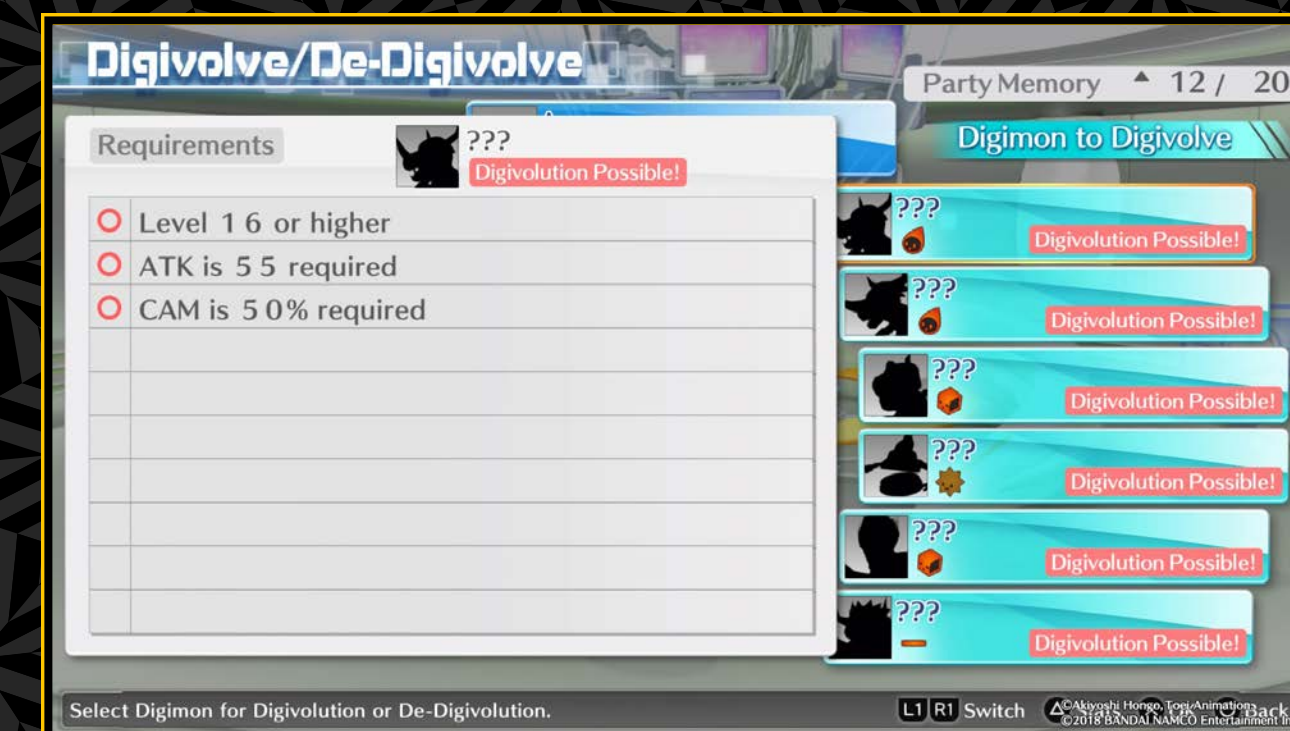 Digivolve/De-Digivolve
Party Memory ▲ 12 / 20
Requirements
???
Digivolution Possible!
Level 16 or higher
ATK is 55 required
CAM is 50% required
Digimon to Digivolve
???
Digivolution Possible!
???
Digivolution Possible!
???
Digivolution Possible!
???
Digivolution Possible!
???
Digivolution Possible!
???
Digivolution Possible!
Select Digimon for Digivolution or De-Digivolution.
L1 R1 Switch Back
©Akiyoshi Hongo, Toei Animation
©2018 BANDAI NAMCO Entertainment